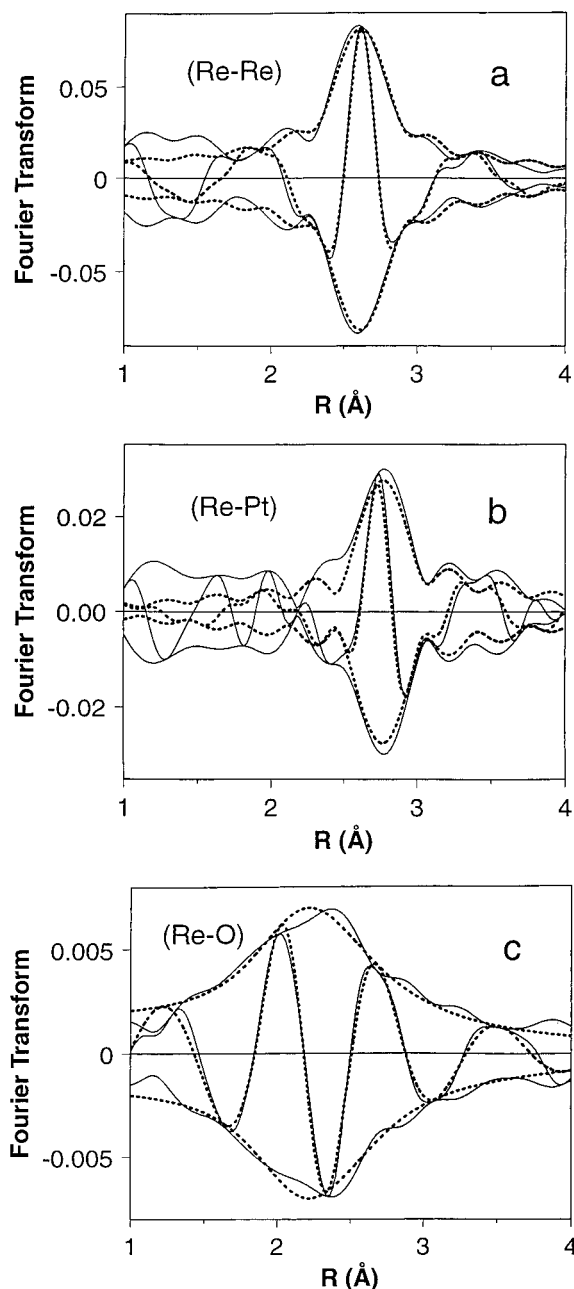 (Re-Re)
a
0.05
0
-0.05
Fourier Transform
1
2
3
4
R (Å)
(Re-Pt)
b
0.02
0.00
-0.02
Fourier Transform
1
2
3
4
R (Å)
(Re-O)
c
0.005
0
-0.005
Fourier Transform
1
2
3
4
R (Å)